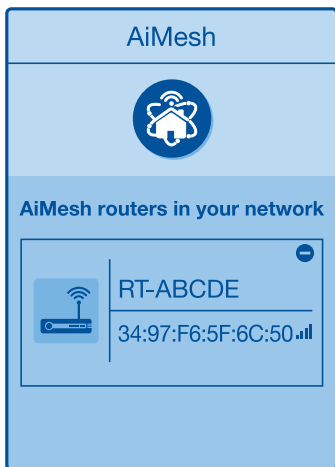 AiMesh
AiMesh routers in your network
RT-ABCDE
34:97:F6:5F:6C:50